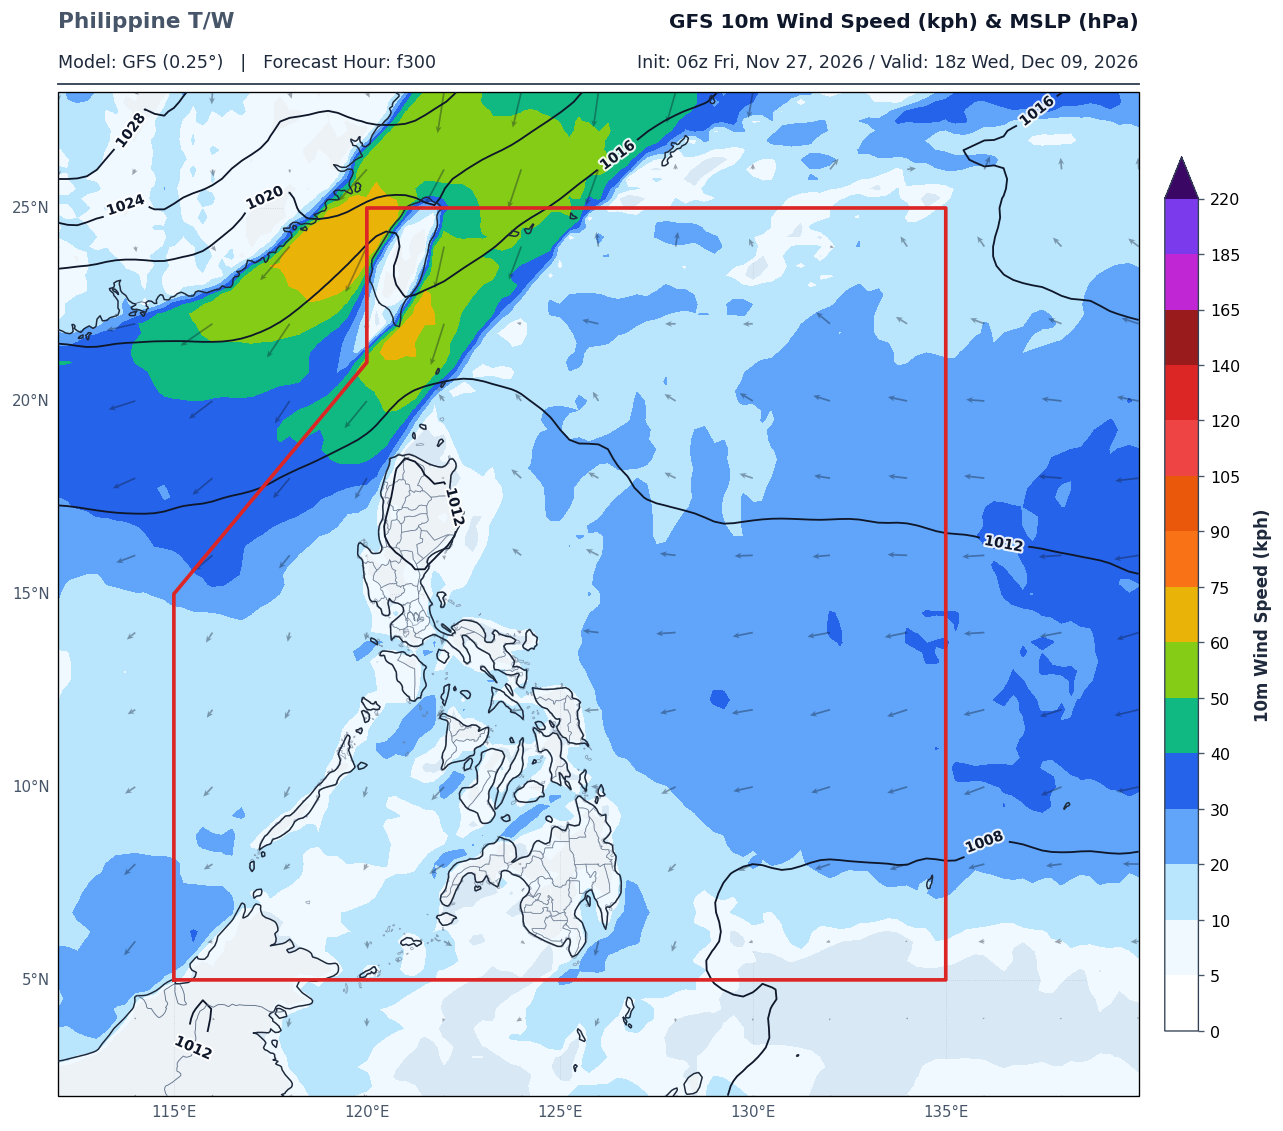 Philippine T/W
GFS 10m Wind Speed (kph) & MSLP (hPa)
Model: GFS (0.25°) | Forecast Hour: f300
Init: 06z Fri, Nov 27, 2026 / Valid: 18z Wed, Dec 09, 2026
1028
1016
1016
1024
1020
1012
1012
1008
1012
25°N
20°N
15°N
10°N
5°N
115°E
120°E
125°E
130°E
135°E
220
185
165
140
120
105
90
75
60
50
40
30
20
10
5
0
10m Wind Speed (kph)